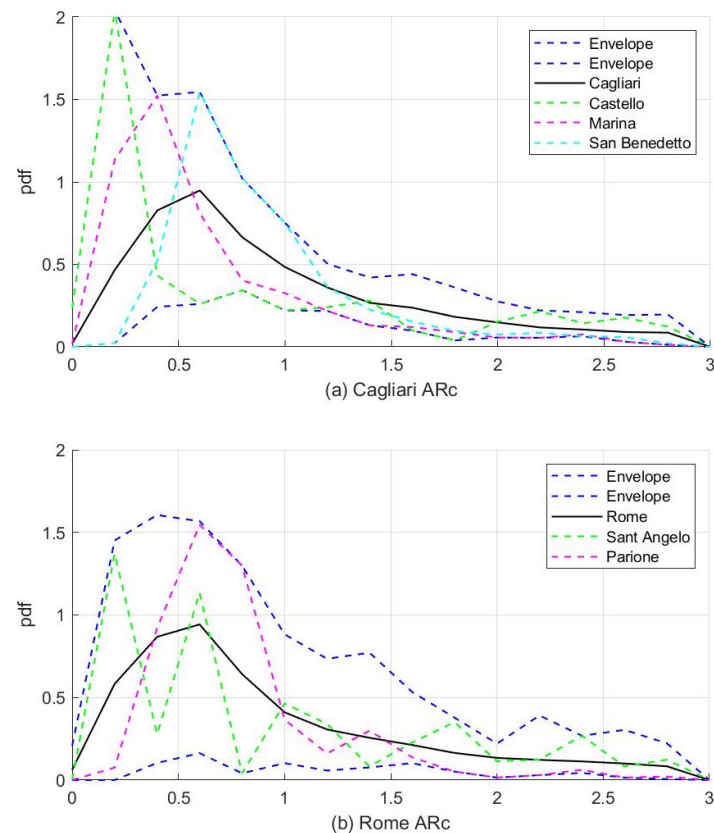 2
1.5
1
0.5
0
pdf
Envelope
Envelope
Cagliari
Castello
Marina
San Benedetto
0 0.5 1 1.5 2 2.5 3
(a) Cagliari ARc
2
1.5
1
0.5
0
pdf
Envelope
Envelope
Rome
Sant Angelo
Parione
0 0.5 1 1.5 2 2.5 3
(b) Rome ARc